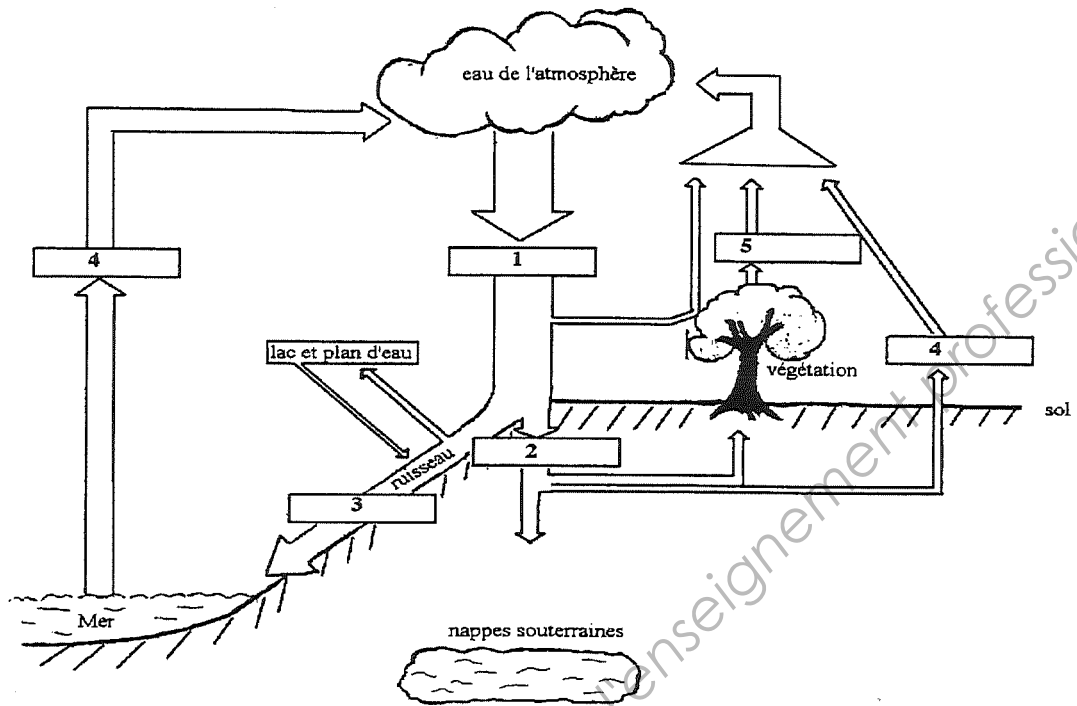 eau de l'atmosphère
4
1
5
lac et plan d'eau
végétation
4
sol
ruisseau
2
3
Mer
nappes souterraines
l'enseignement professi